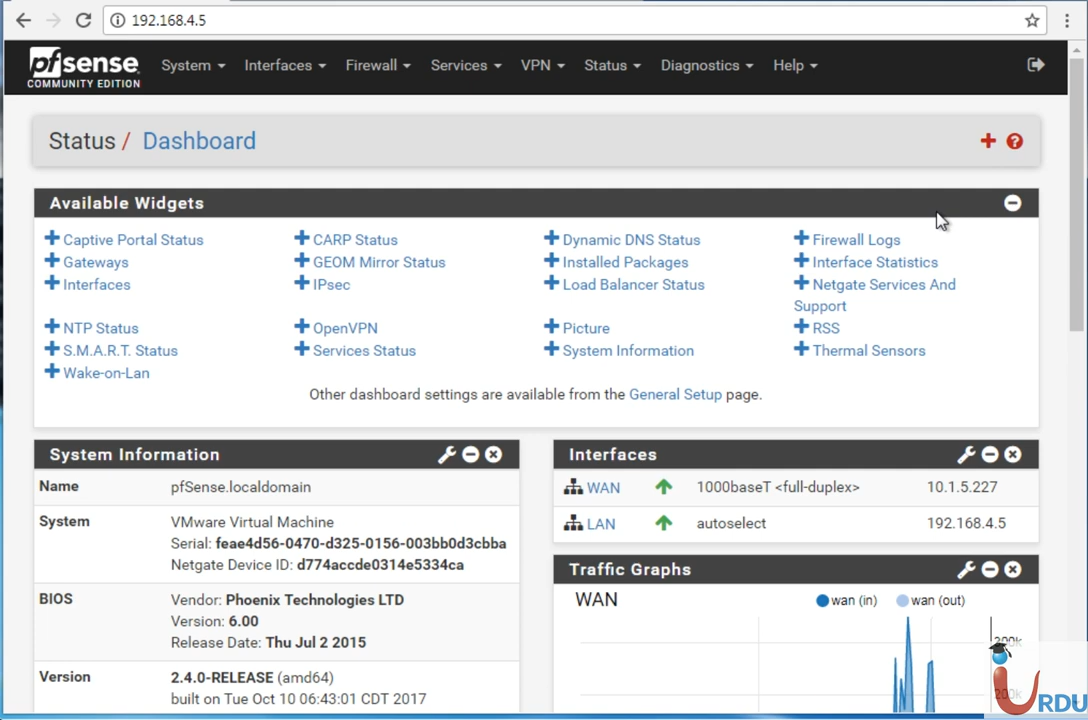 192.168.4.5
pfsense
COMMUNITY EDITION
System Interfaces Firewall Services VPN Status Diagnostics Help
Status / Dashboard
Available Widgets
Captive Portal Status CARP Status Dynamic DNS Status Firewall Logs
Gateways GEOM Mirror Status Installed Packages Interface Statistics
Interfaces IPsec Load Balancer Status Netgate Services And
Support
NTP Status OpenVPN Picture RSS
S.M.A.R.T. Status Services Status System Information Thermal Sensors
Wake-on-Lan
Other dashboard settings are available from the General Setup page.
System Information
Name pfSense.localdomain
System VMware Virtual Machine
Serial: feae4d56-0470-d325-0156-003bb0d3cbba
Netgate Device ID: d774accde0314e5334ca
BIOS Vendor: Phoenix Technologies LTD
Version: 6.00
Release Date: Thu Jul 2 2015
Version 2.4.0-RELEASE (amd64)
built on Tue Oct 10 06:43:01 CDT 2017
Interfaces
WAN 1000baseT <full-duplex> 10.1.5.227
LAN autoselect 192.168.4.5
Traffic Graphs
WAN wan (in) wan (out)
300k
200k
iURDU